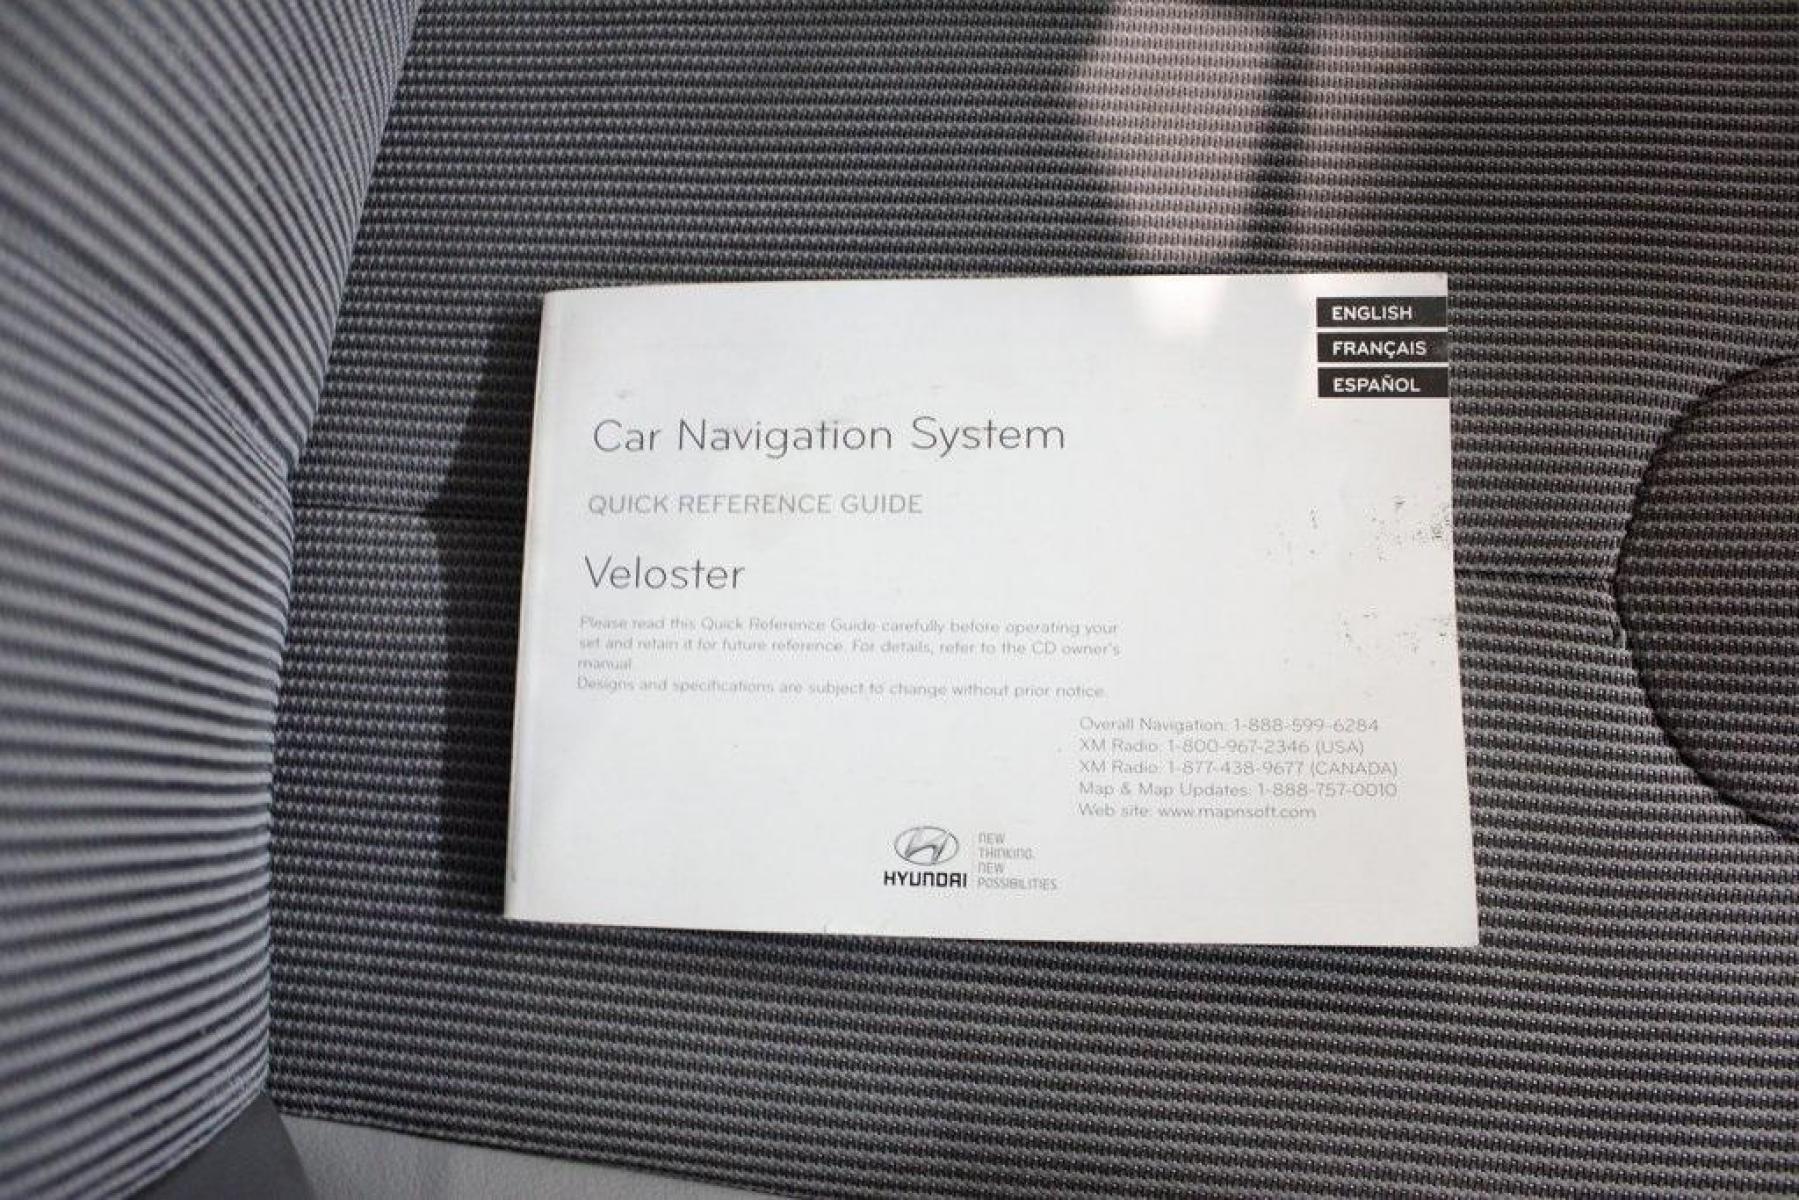 ENGLISH
FRANÇAIS
ESPAÑOL
Car Navigation System
QUICK REFERENCE GUIDE
Veloster
Please read this Quick Reference Guide carefully before operating your
set and retain it for future reference. For details, refer to the CD owner's
manual.
Designs and specifications are subject to change without prior notice.
Overall Navigation: 1-888-599-6284
XM Radio: 1-800-967-2346 (USA)
XM Radio: 1-877-438-9677 (CANADA)
Map & Map Updates: 1-888-757-0010
Web site: www.mapnsoft.com
HYUNDAI
NEW
THINKING.
NEW
POSSIBILITIES.